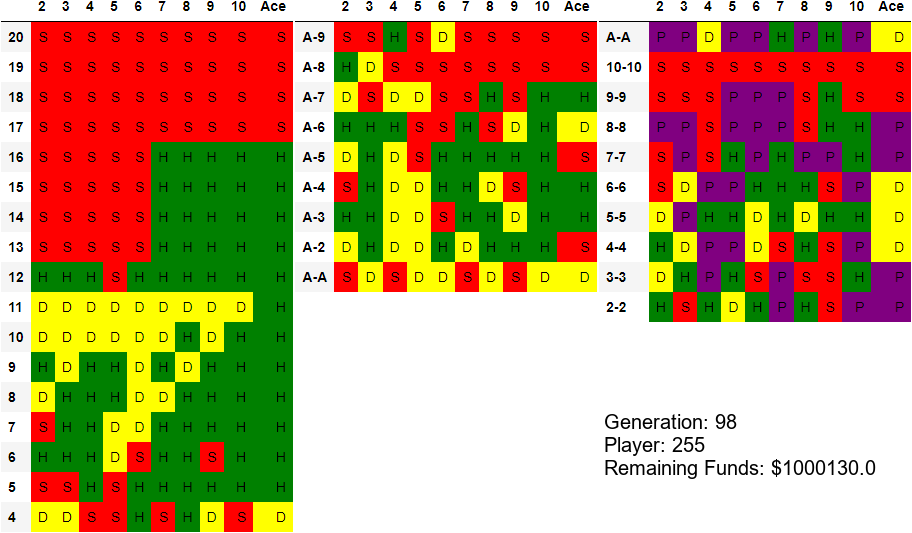 2 3 4 5 6 7 8 9 10 Ace
20 S S S S S S S S S S
19 S S S S S S S S S S
18 S S S S S S S S S S
17 S S S S S S S S S S
16 S S S S S H H H H H
15 S S S S S H H H H H
14 S S S S S H H H H H
13 S S S S S H H H H H
12 H H H S H H H H H H
11 D D D D D D D D D H
10 D D D D D D H D H H
9 H D H H D H D H H H
8 D H H H D D H H H H
7 S H H D D H H H H H
6 H H H D S H H S H H
5 S S H S H H H H H H
4 D D S S H S H D S D
2 3 4 5 6 7 8 9 10 Ace
A-9 S S H S D S S S S S
A-8 H D S S S S S S S S
A-7 D S D D S S H S H H
A-6 H H H S S H S D H D
A-5 D H D S H H H H H S
A-4 S H D D H H D S H H
A-3 H H D D S H H D H H
A-2 D H D D H D H H H S
A-A S D S D D S D S D D
2 3 4 5 6 7 8 9 10 Ace
A-A P P D P P H P H P D
10-10 S S S S S S S S S S
9-9 S S S P P P S H S S
8-8 P P S P P P S H H P
7-7 S P S H P H P P H P
6-6 S D P P H H H S P D
5-5 D P H H D H D H H D
4-4 H D P P D S H S P D
3-3 D H P H S P S S H P
2-2 H S H D H P H S P P
Generation: 98
Player: 255
Remaining Funds: $1000130.0